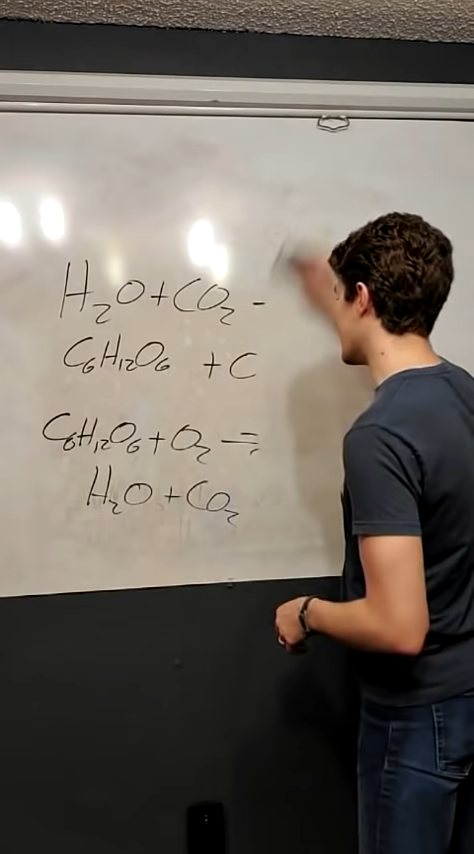 H₂O + CO₂ -
C₆H₁₂O₆ + C
C₆H₁₂O₆ + O₂ =
H₂O + CO₂